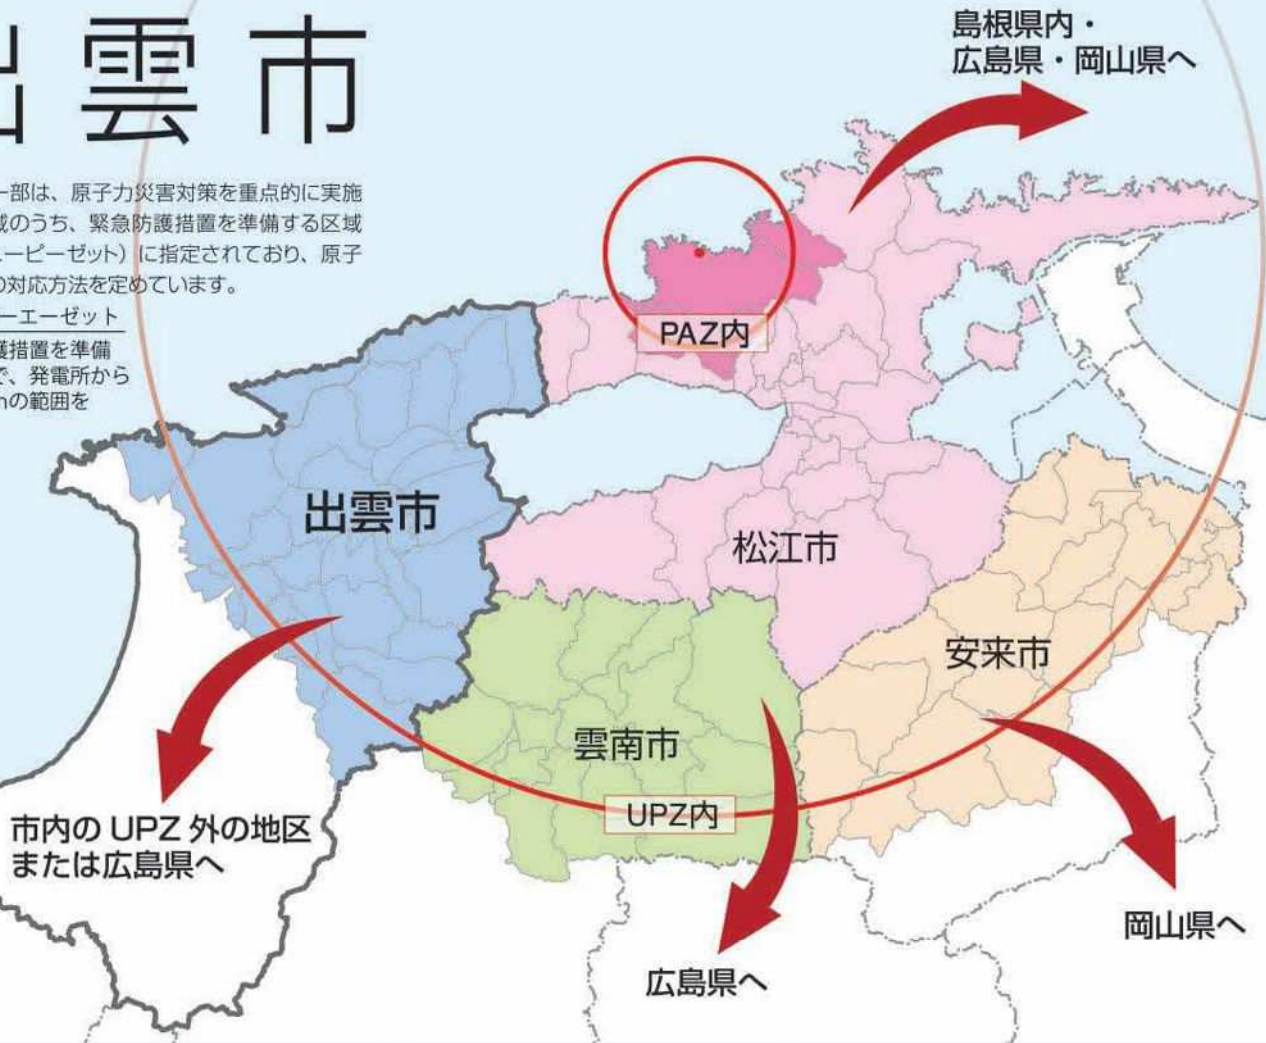 出雲市
一部は、原子力災害対策を重点的に実施
域のうち、緊急防護措置を準備する区域
ーピーゼット）に指定されており、原子
の対応方法を定めています。
ーエーゼット
護措置を準備
で、発電所から
の範囲を
島根県内・
広島県・岡山県へ
PAZ内
出雲市
松江市
安来市
雲南市
UPZ内
市内の UPZ 外の地区
または広島県へ
広島県へ
岡山県へ